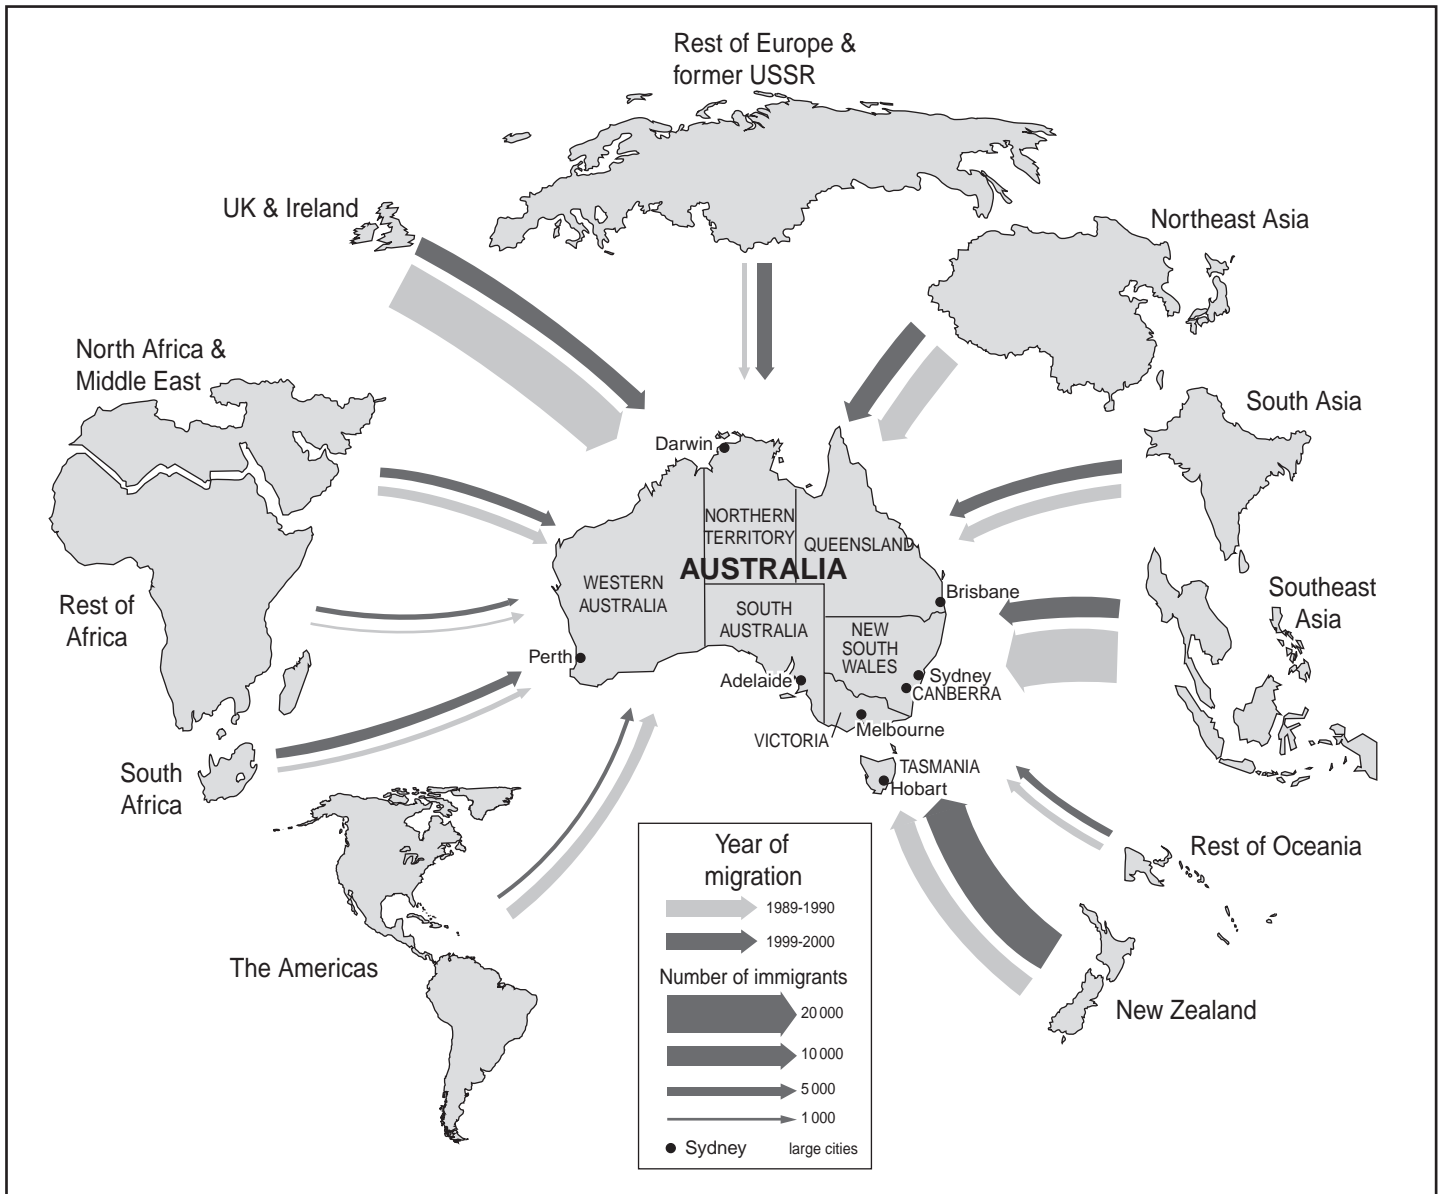 Rest of Europe &
former USSR
UK & Ireland
Northeast Asia
North Africa &
Middle East
South Asia
Darwin
NORTHERN
TERRITORY
QUEENSLAND
AUSTRALIA
WESTERN
AUSTRALIA
Brisbane
Southeast
Asia
Rest of
Africa
SOUTH
AUSTRALIA
NEW
SOUTH
WALES
Perth
Adelaide
Sydney
CANBERRA
VICTORIA
Melbourne
South
Africa
TASMANIA
Hobart
Rest of Oceania
The Americas
New Zealand
Year of
migration
1989-1990
1999-2000
Number of immigrants
20 000
10 000
5 000
1 000
Sydney large cities